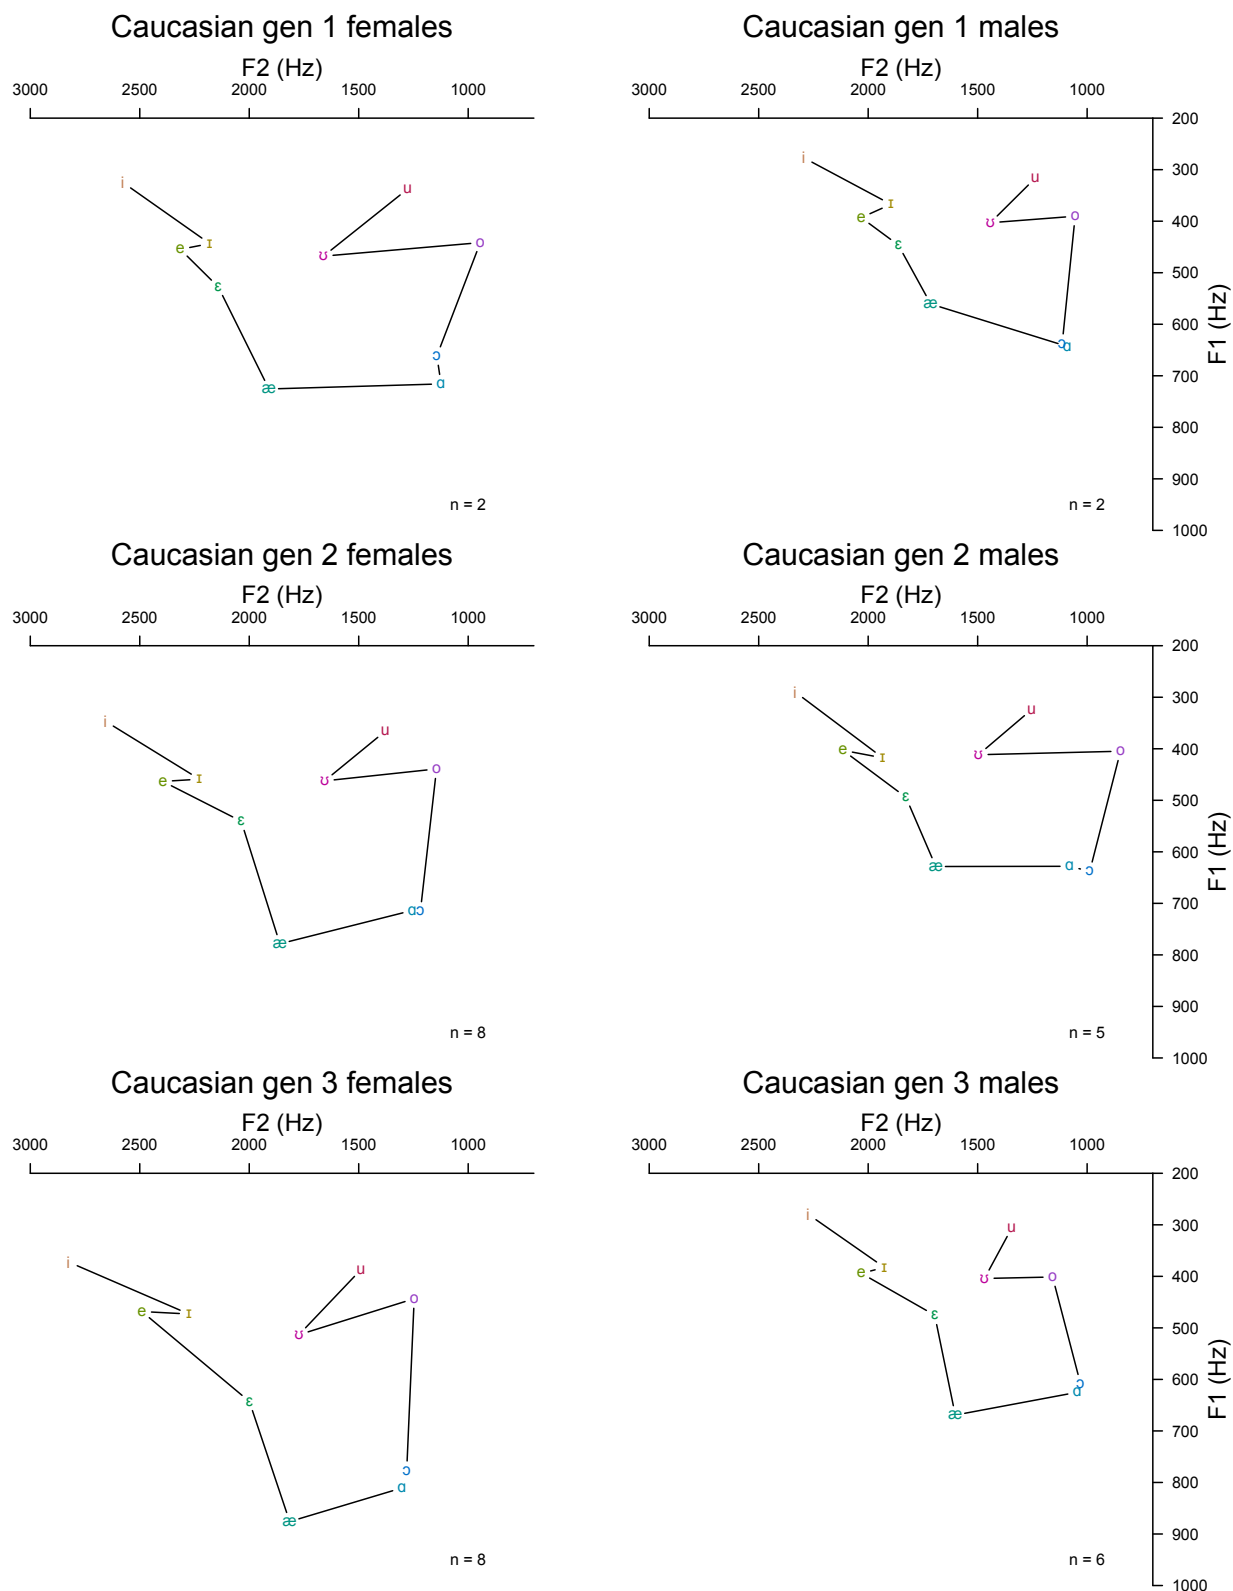 Caucasian gen 1 females
F2 (Hz)
3000 2500 2000 1500 1000
i
u
e ɪ
o
ʊ
ɛ
ɔ
æ
ɑ
n = 2
Caucasian gen 1 males
F2 (Hz)
3000 2500 2000 1500 1000
200
300
400
500
600
700
800
900
1000
F1 (Hz)
i
u
ɪ
e
o
ʊ
ɛ
æ
ɔ
ɑ
n = 2
Caucasian gen 2 females
F2 (Hz)
3000 2500 2000 1500 1000
i
u
o
e ɪ
ʊ
ɛ
ɑɔ
æ
n = 8
Caucasian gen 2 males
F2 (Hz)
3000 2500 2000 1500 1000
200
300
400
500
600
700
800
900
1000
F1 (Hz)
i
u
e
ɪ
ʊ
o
ɛ
æ
ɑ
ɔ
n = 5
Caucasian gen 3 females
F2 (Hz)
3000 2500 2000 1500 1000
i
u
o
e ɪ
ʊ
ɛ
ɔ
ɑ
æ
n = 8
Caucasian gen 3 males
F2 (Hz)
3000 2500 2000 1500 1000
200
300
400
500
600
700
800
900
1000
F1 (Hz)
i
u
ɪ
e
ʊ
o
ɛ
ɔ
ɑ
æ
n = 6